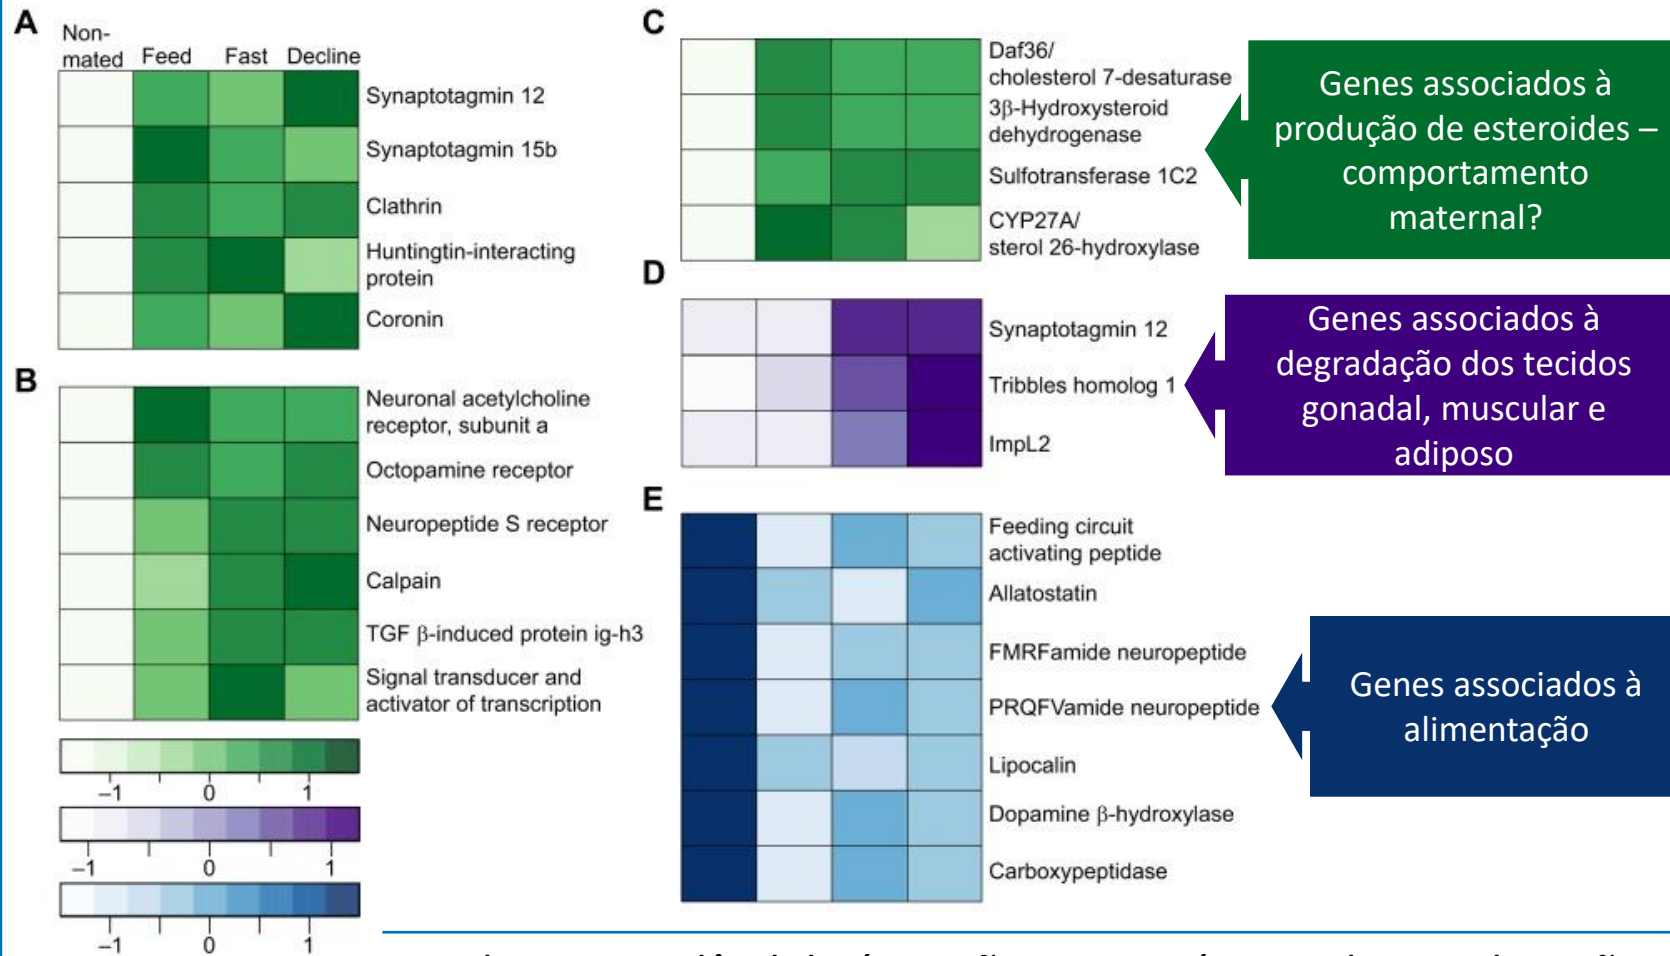 A
Non-
mated Feed Fast Decline
Synaptotagmin 12
Synaptotagmin 15b
Clathrin
Huntingtin-interacting
protein
Coronin
B
Neuronal acetylcholine
receptor, subunit a
Octopamine receptor
Neuropeptide S receptor
Calpain
TGF β-induced protein ig-h3
Signal transducer and
activator of transcription
–1 0 1
–1 0 1
–1 0 1
C
Daf36/
cholesterol 7-desaturase
3β-Hydroxysteroid
dehydrogenase
Sulfotransferase 1C2
CYP27A/
sterol 26-hydroxylase
Genes associados à
produção de esteroides –
comportamento
maternal?
D
Synaptotagmin 12
Tribbles homolog 1
ImpL2
Genes associados à
degradação dos tecidos
gonadal, muscular e
adiposo
E
Feeding circuit
activating peptide
Allatostatin
FMRFamide neuropeptide
PRQFVamide neuropeptide
Lipocalin
Dopamine β-hydroxylase
Carboxypeptidase
Genes associados à
alimentação